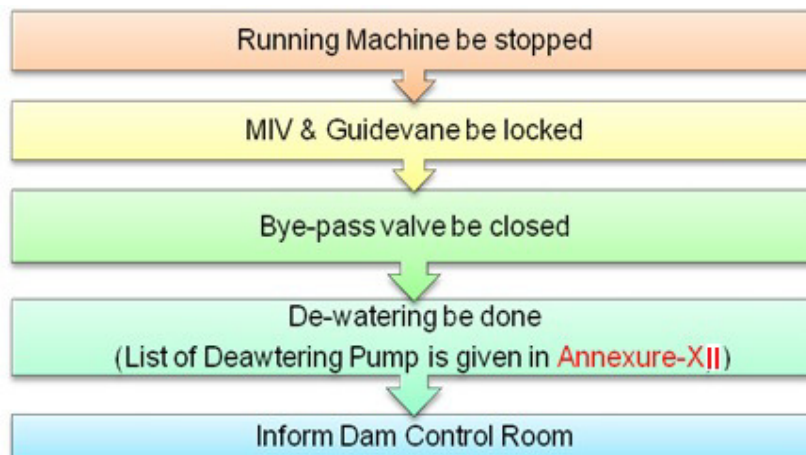 Running Machine be stopped
MIV & Guidevane be locked
Bye-pass valve be closed
De-watering be done
(List of Deawtering Pump is given in Annexure-XII)
Inform Dam Control Room